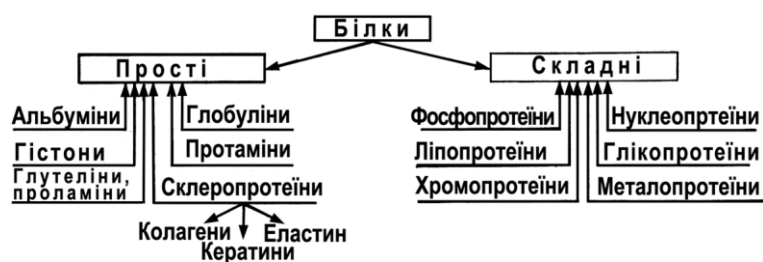 Білки
Прості
Складні
Альбуміни
Глобуліни
Гістони
Протаміни
Глутеліни,
проламіни
Склеропротеїни
Колагени
Кератини
Еластин
Фосфопротеїни
Нуклеопртеїни
Ліпопротеїни
Глікопротеїни
Хромопротеїни
Металопротеїни